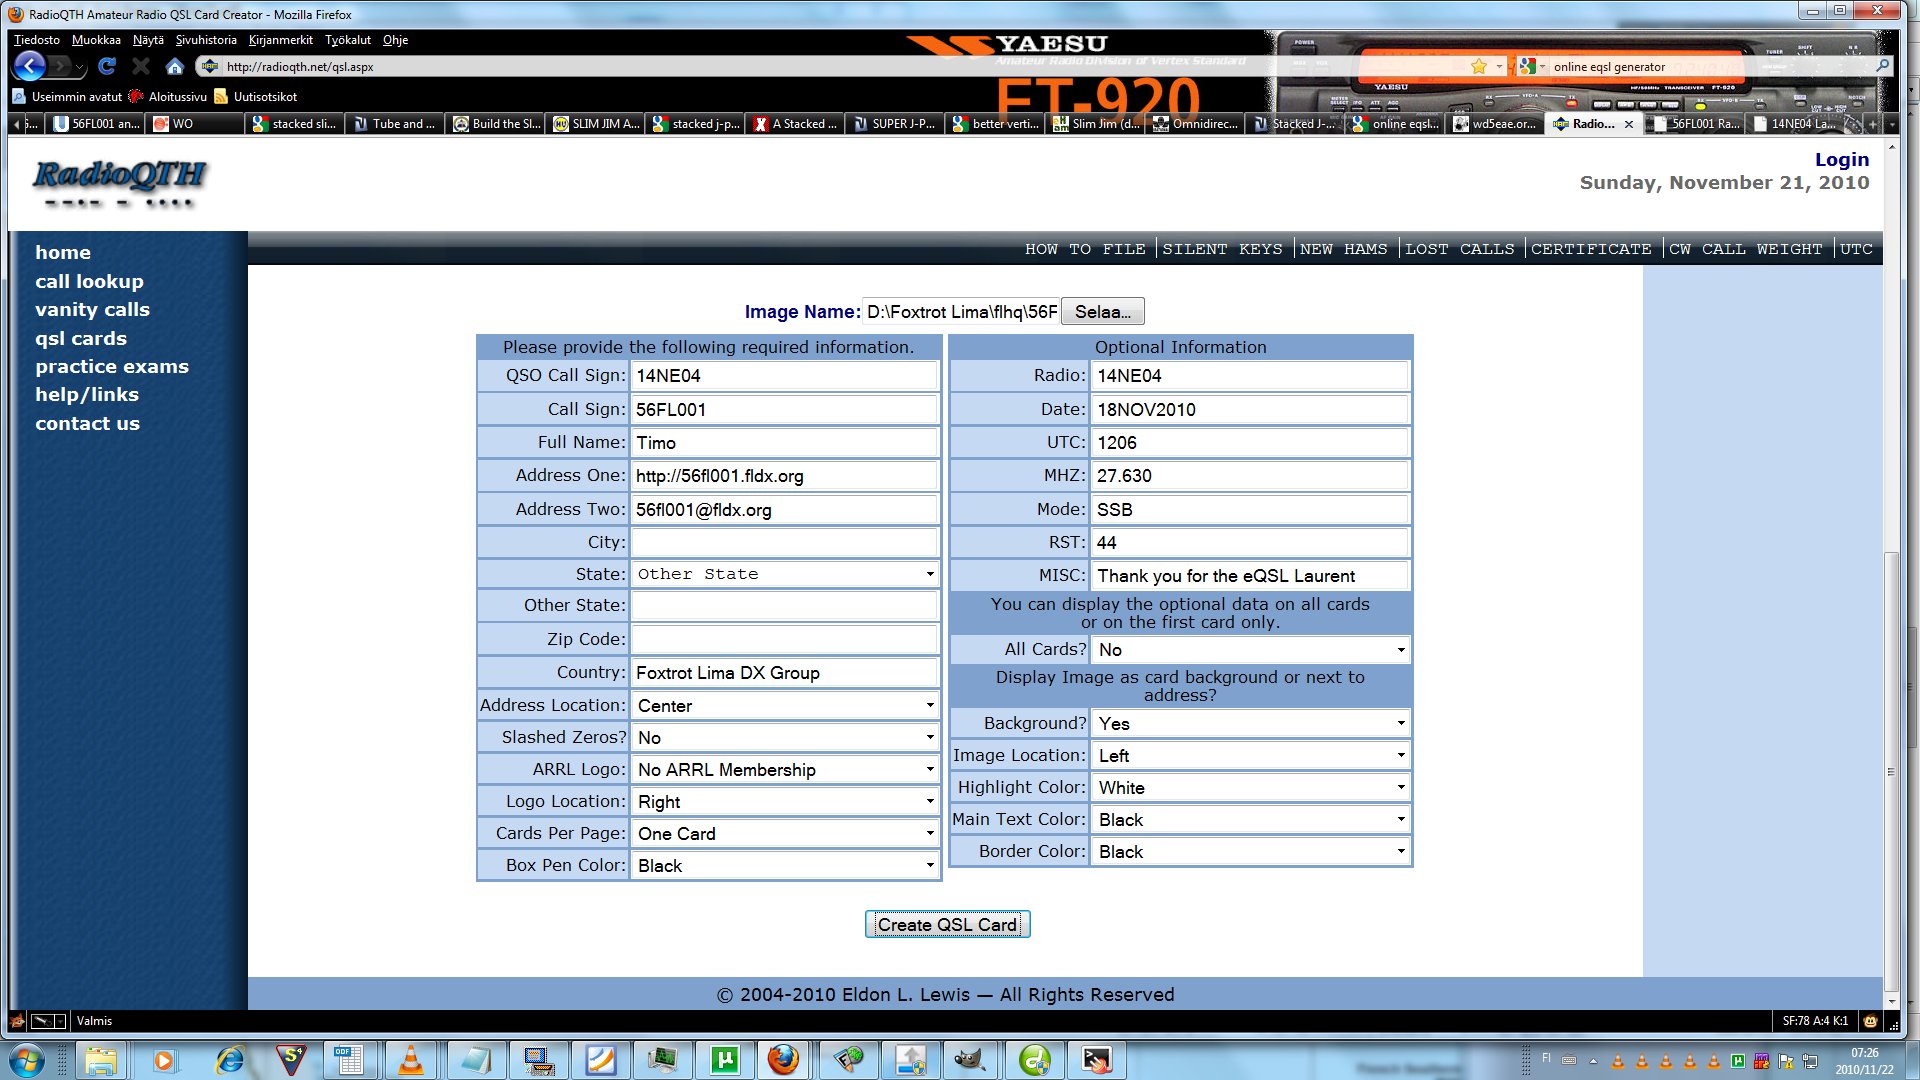 RadioQTH Amateur Radio QSL Card Creator - Mozilla Firefox
Tiedosto Muokkaa Näytä Sivuhistoria Kirjanmerkit Työkalut Ohje
YAESU
Amateur Radio Division of Vertex Standard
FT-920
http://radioqth.net/qsl.aspx
online eqsl generator
Useimmin avatut Aloitussivu Uutisotsikot
S... 56FL001 an... WO stacked sli... Tube and ... Build the Sl... SLIM JIM A... stacked j-p... A Stacked ... SUPER J-P... better verti... Slim Jim (d... Omnidirec... Stacked J-... online eqsl... wd5eae.or... Radio... 56FL001 Ra... 14NE04 La...
RadioQTH
Login
Sunday, November 21, 2010
HOW TO FILE SILENT KEYS NEW HAMS LOST CALLS CERTIFICATE CW CALL WEIGHT UTC
home
call lookup
vanity calls
qsl cards
practice exams
help/links
contact us
Image Name: D:\Foxtrot Lima\flhq\56F Selaa...
Please provide the following required information.
QSO Call Sign: 14NE04
Call Sign: 56FL001
Full Name: Timo
Address One: http://56fl001.fldx.org
Address Two: 56fl001@fldx.org
City:
State: Other State
Other State:
Zip Code:
Country: Foxtrot Lima DX Group
Address Location: Center
Slashed Zeros? No
ARRL Logo: No ARRL Membership
Logo Location: Right
Cards Per Page: One Card
Box Pen Color: Black
Optional Information
Radio: 14NE04
Date: 18NOV2010
UTC: 1206
MHZ: 27.630
Mode: SSB
RST: 44
MISC: Thank you for the eQSL Laurent
You can display the optional data on all cards
or on the first card only.
All Cards? No
Display Image as card background or next to
address?
Background? Yes
Image Location: Left
Highlight Color: White
Main Text Color: Black
Border Color: Black
Create QSL Card
© 2004-2010 Eldon L. Lewis — All Rights Reserved
Valmis
SF:78 A:4 K:1
FI
07:26
2010/11/22